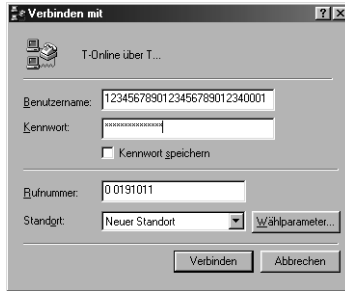 Verbinden mit
T-Online über T...
Benutzername: 1234567890123456789012340001
Kennwort: ***************
Kennwort speichern
Rufnummer: 0 0191011
Standort: Neuer Standort Wählparameter...
Verbinden Abbrechen